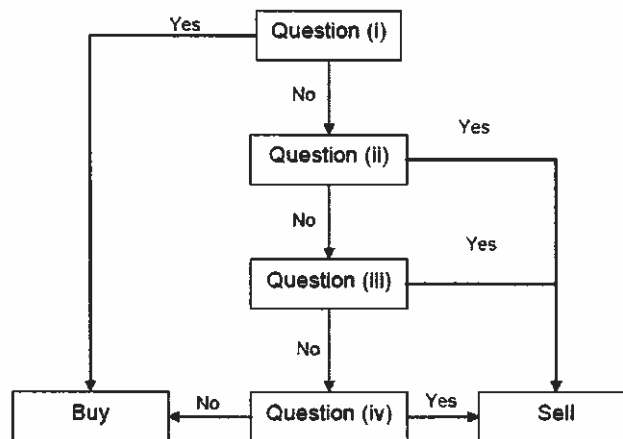 Yes
Question (i)
No
Yes
Question (ii)
No
Yes
Question (iii)
No
Buy
No
Question (iv)
Yes
Sell